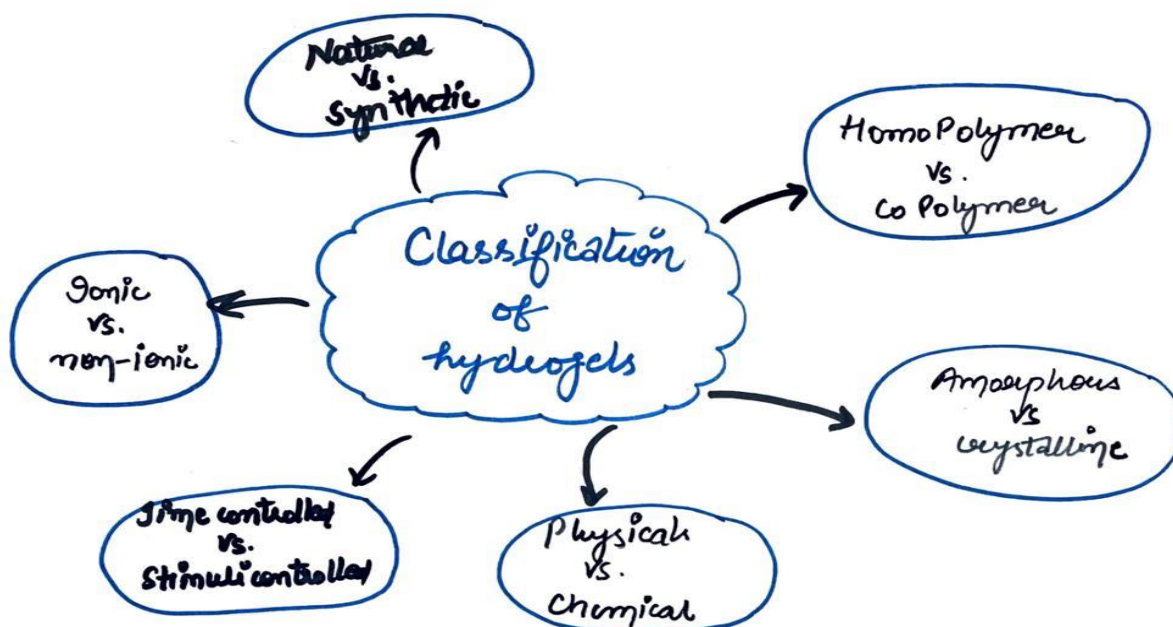 Natural
vs.
Synthetic
Homo Polymer
vs.
Co Polymer
Classification
of
hydrogels
Ionic
vs.
non-ionic
Amorphous
vs
crystalline
Time controlled
vs.
Stimuli controlled
Physical
vs.
Chemical